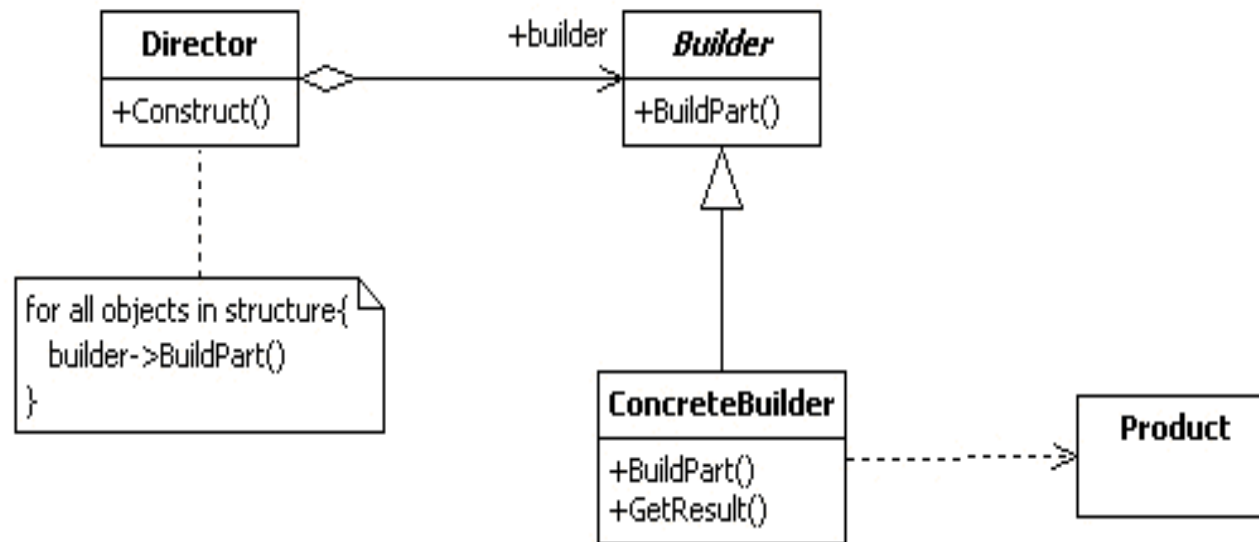 Director
+Construct()
+builder
Builder
+BuildPart()
for all objects in structure{
builder->BuildPart()
}
ConcreteBuilder
+BuildPart()
+GetResult()
Product